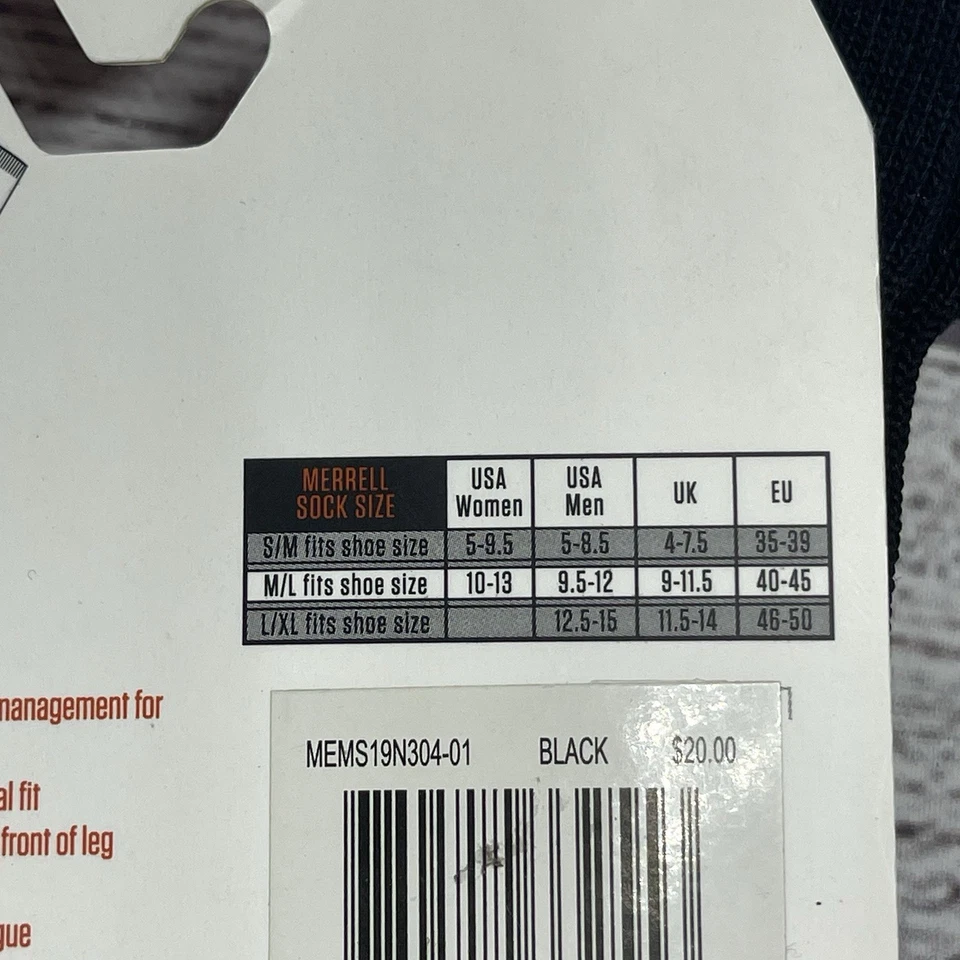 MERRELL SOCK SIZE USA Women USA Men UK EU
S/M fits shoe size 5-9.5 5-8.5 4-7.5 35-39
M/L fits shoe size 10-13 9.5-12 9-11.5 40-45
L/XL fits shoe size 12.5-15 11.5-14 46-50
management for
fit
front of leg
MEMS19N304-01 BLACK $20.00